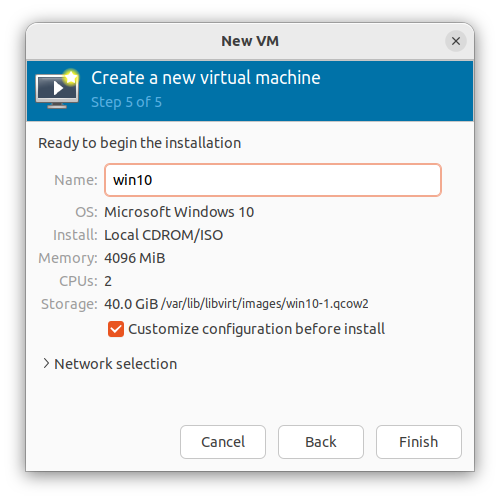 New VM
Create a new virtual machine
Step 5 of 5
Ready to begin the installation
Name: win10
OS: Microsoft Windows 10
Install: Local CDROM/ISO
Memory: 4096 MiB
CPUs: 2
Storage: 40.0 GiB /var/lib/libvirt/images/win10-1.qcow2
Customize configuration before install
Network selection
Cancel Back Finish